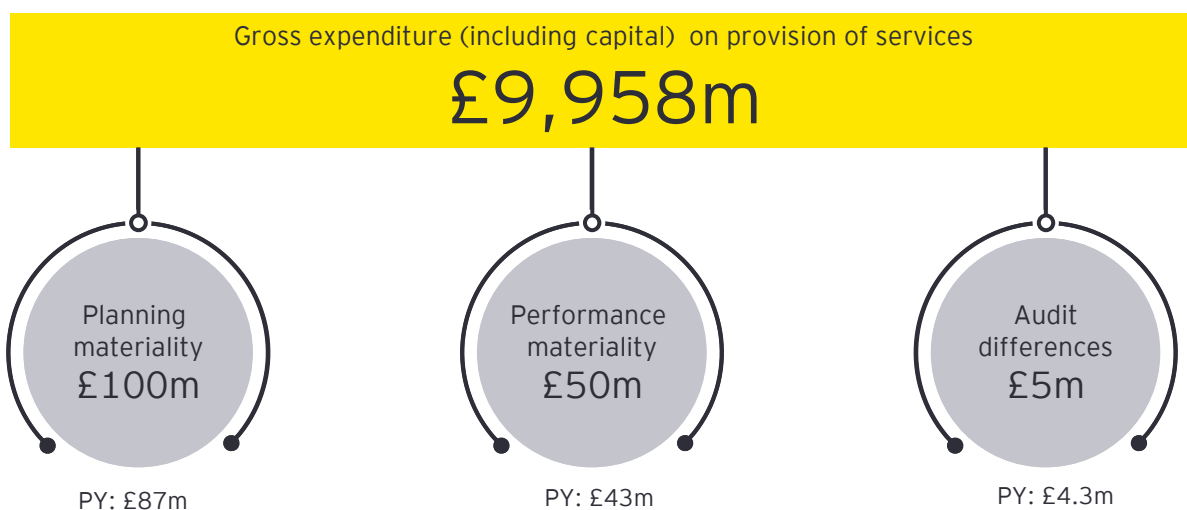 Gross expenditure (including capital) on provision of services
£9,958m
Planning
materiality
£100m
PY: £87m
Performance
materiality
£50m
PY: £43m
Audit
differences
£5m
PY: £4.3m